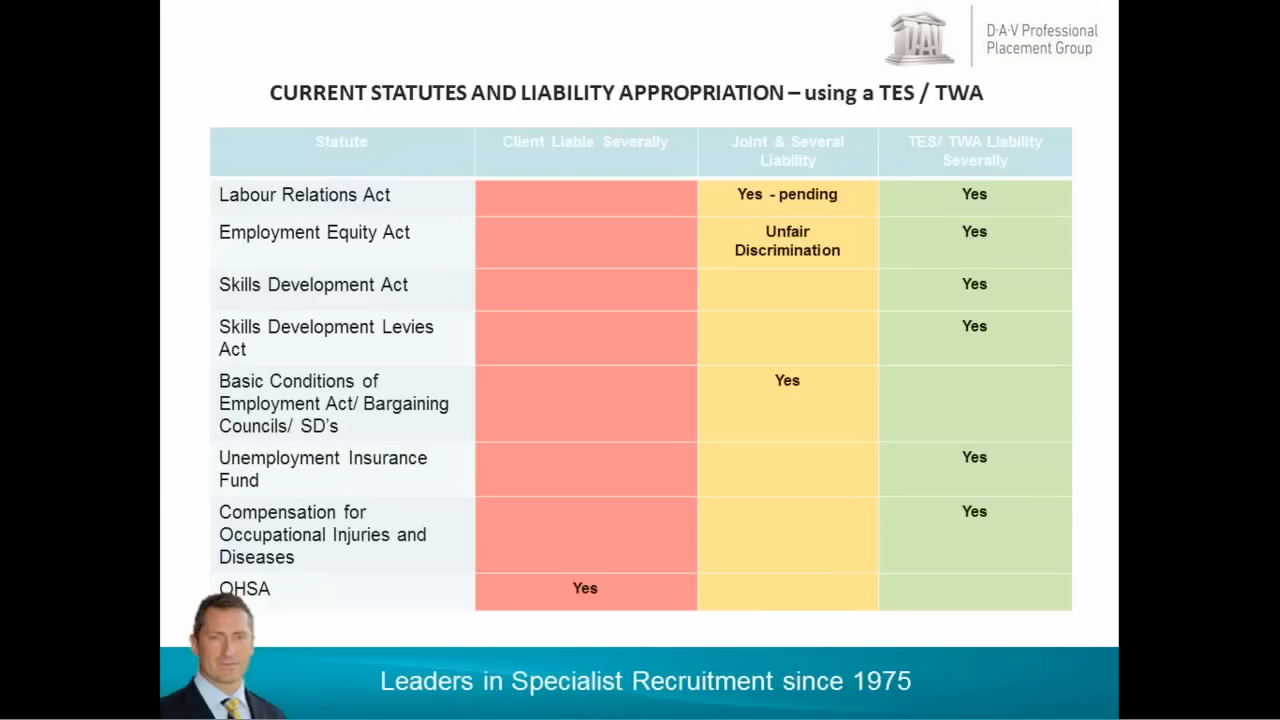 D·A·V Professional
Placement Group
CURRENT STATUTES AND LIABILITY APPROPRIATION – using a TES / TWA
Statute
Client Liable Severally
Joint & Several
Liability
TES/ TWA Liability
Severally
Labour Relations Act
Yes - pending
Yes
Employment Equity Act
Unfair
Discrimination
Yes
Skills Development Act
Yes
Skills Development Levies
Act
Yes
Basic Conditions of
Employment Act/ Bargaining
Councils/ SD's
Yes
Unemployment Insurance
Fund
Yes
Compensation for
Occupational Injuries and
Diseases
Yes
OHSA
Yes
Leaders in Specialist Recruitment since 1975